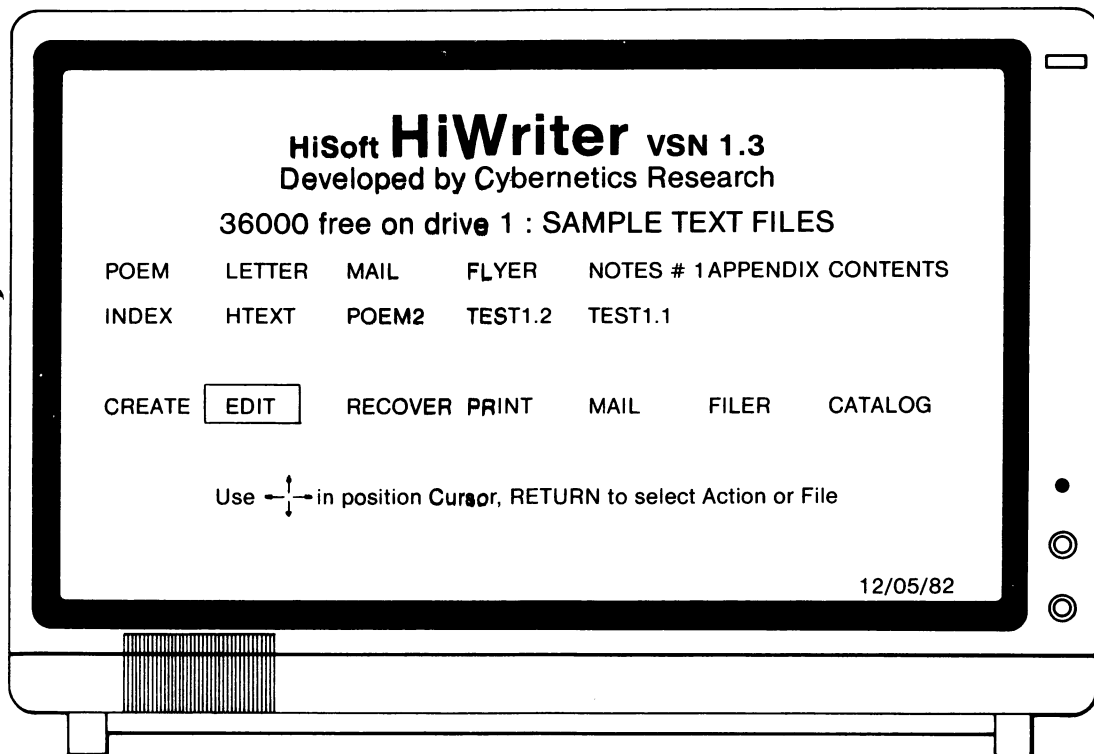 HiSoft HiWriter VSN 1.3
Developed by Cybernetics Research
36000 free on drive 1 : SAMPLE TEXT FILES
POEM LETTER MAIL FLYER NOTES # 1APPENDIX CONTENTS
INDEX HTEXT POEM2 TEST1.2 TEST1.1
CREATE EDIT RECOVER PRINT MAIL FILER CATALOG
Use in position Cursor, RETURN to select Action or File
12/05/82